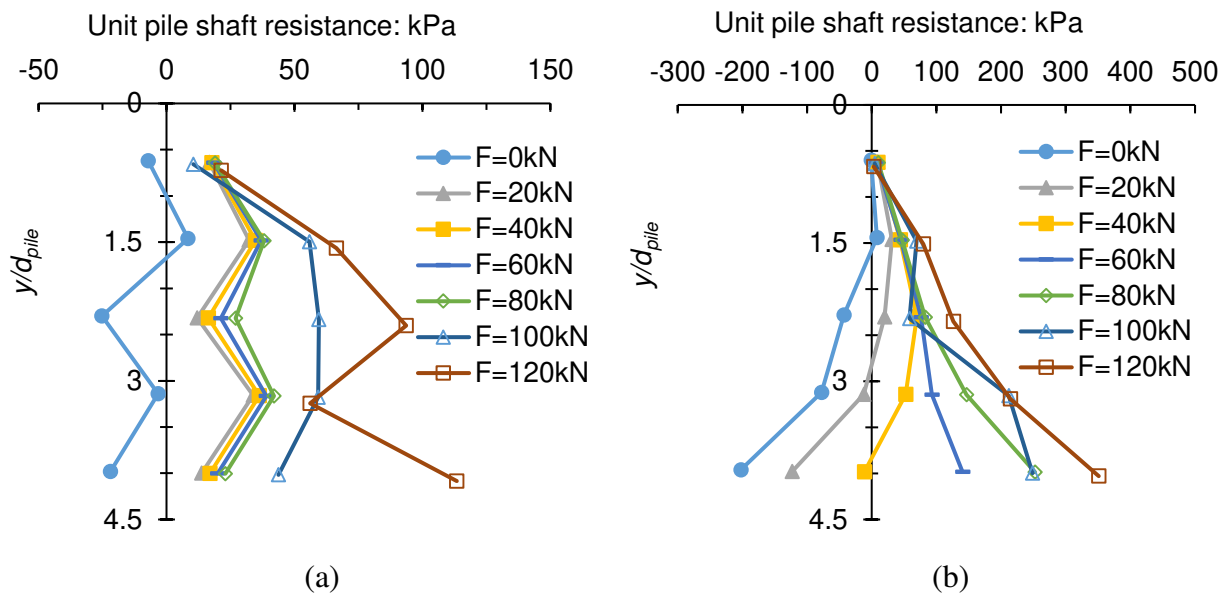 Unit pile shaft resistance: kPa
-50 0 50 100 150
0
1.5
3
4.5
y/dpile
F=0kN
F=20kN
F=40kN
F=60kN
F=80kN
F=100kN
F=120kN
(a)
Unit pile shaft resistance: kPa
-300 -200 -100 0 100 200 300 400 500
0
1.5
3
4.5
y/dpile
F=0kN
F=20kN
F=40kN
F=60kN
F=80kN
F=100kN
F=120kN
(b)